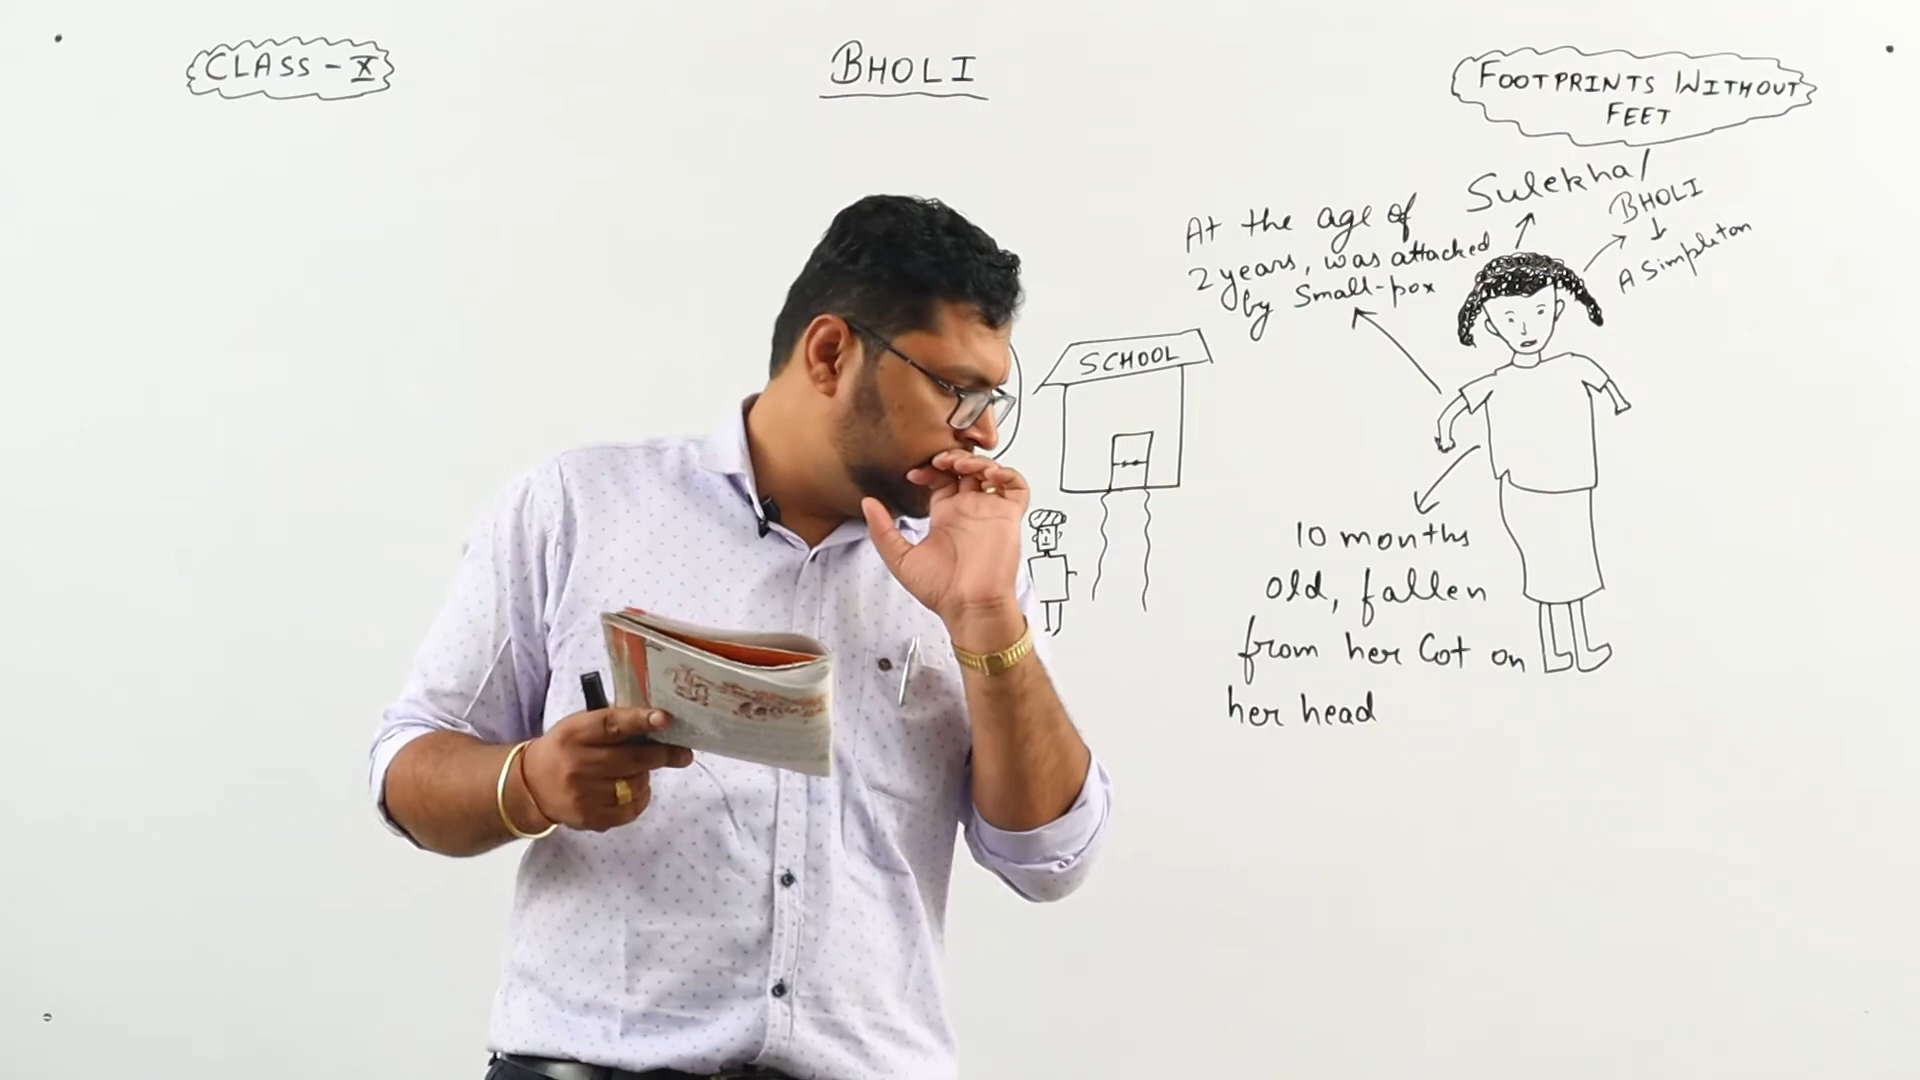 CLASS - X
BHOLI
FOOTPRINTS WITHOUT
FEET
Sulekha/
BHOLI
A Simpleton
At the age of
2 years, was attacked
by Small-pox
SCHOOL
10 months
old, fallen
from her Cot on
her head